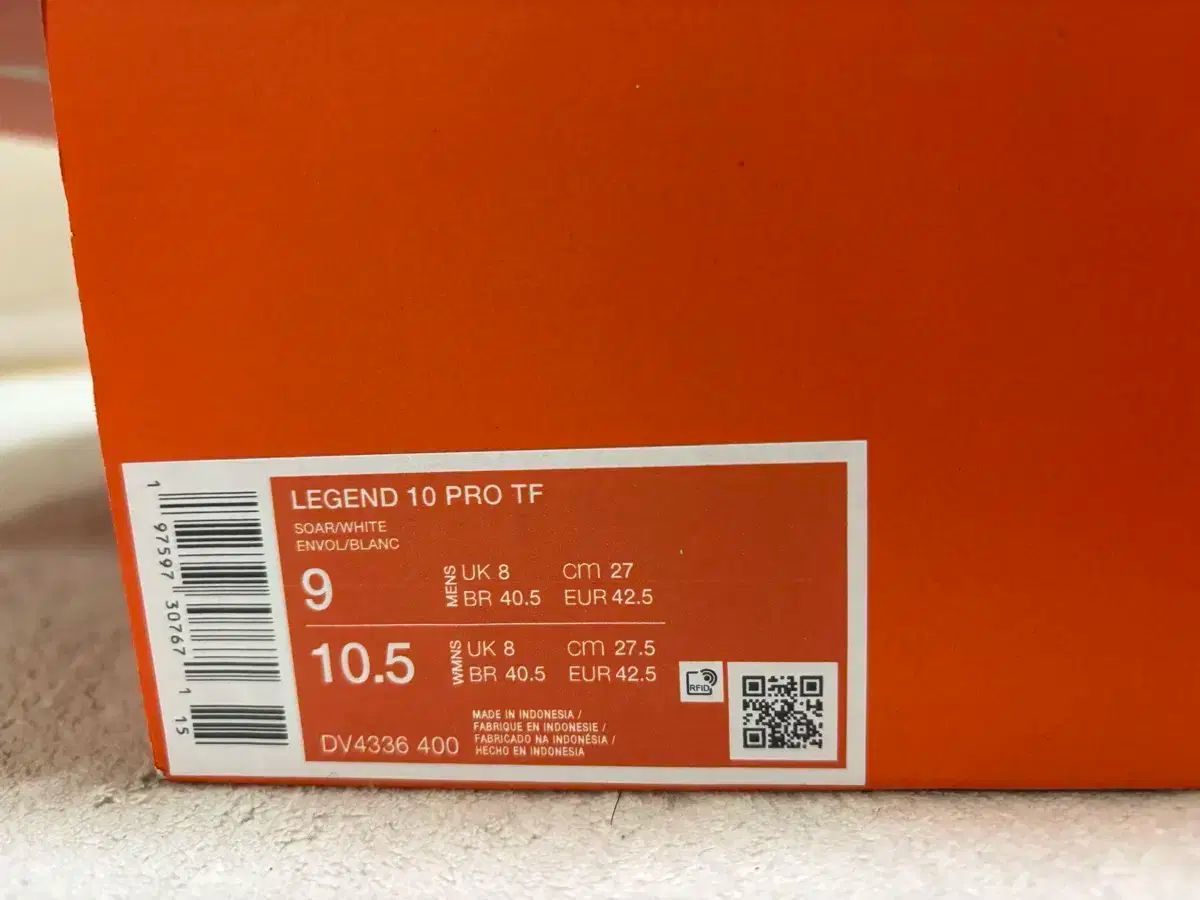 LEGEND 10 PRO TF
SOAR/WHITE
ENVOL/BLANC
9
MENS
UK 8 cm 27
BR 40.5 EUR 42.5
10.5
WMNS
UK 8 cm 27.5
BR 40.5 EUR 42.5
RFID
MADE IN INDONESIA /
FABRIQUE EN INDONESIE /
FABRICADO NA INDONÉSIA /
HECHO EN INDONESIA
DV4336 400
1 97597 30767 1 15